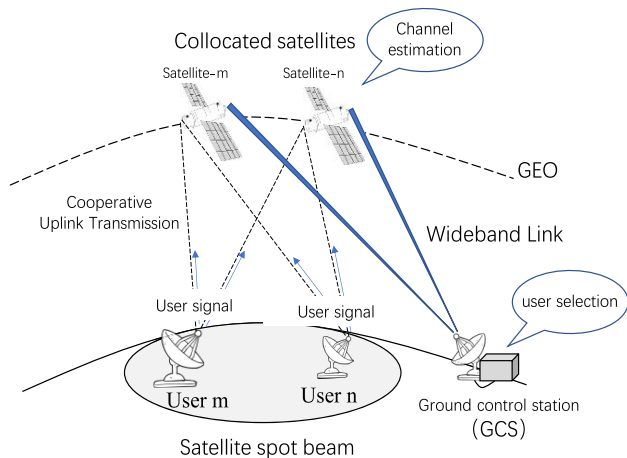 Collocated satellites
Channel
estimation
Satellite-m
Satellite-n
GEO
Cooperative
Uplink Transmission
Wideband Link
User signal
User signal
user selection
User m
User n
Ground control station
(GCS)
Satellite spot beam